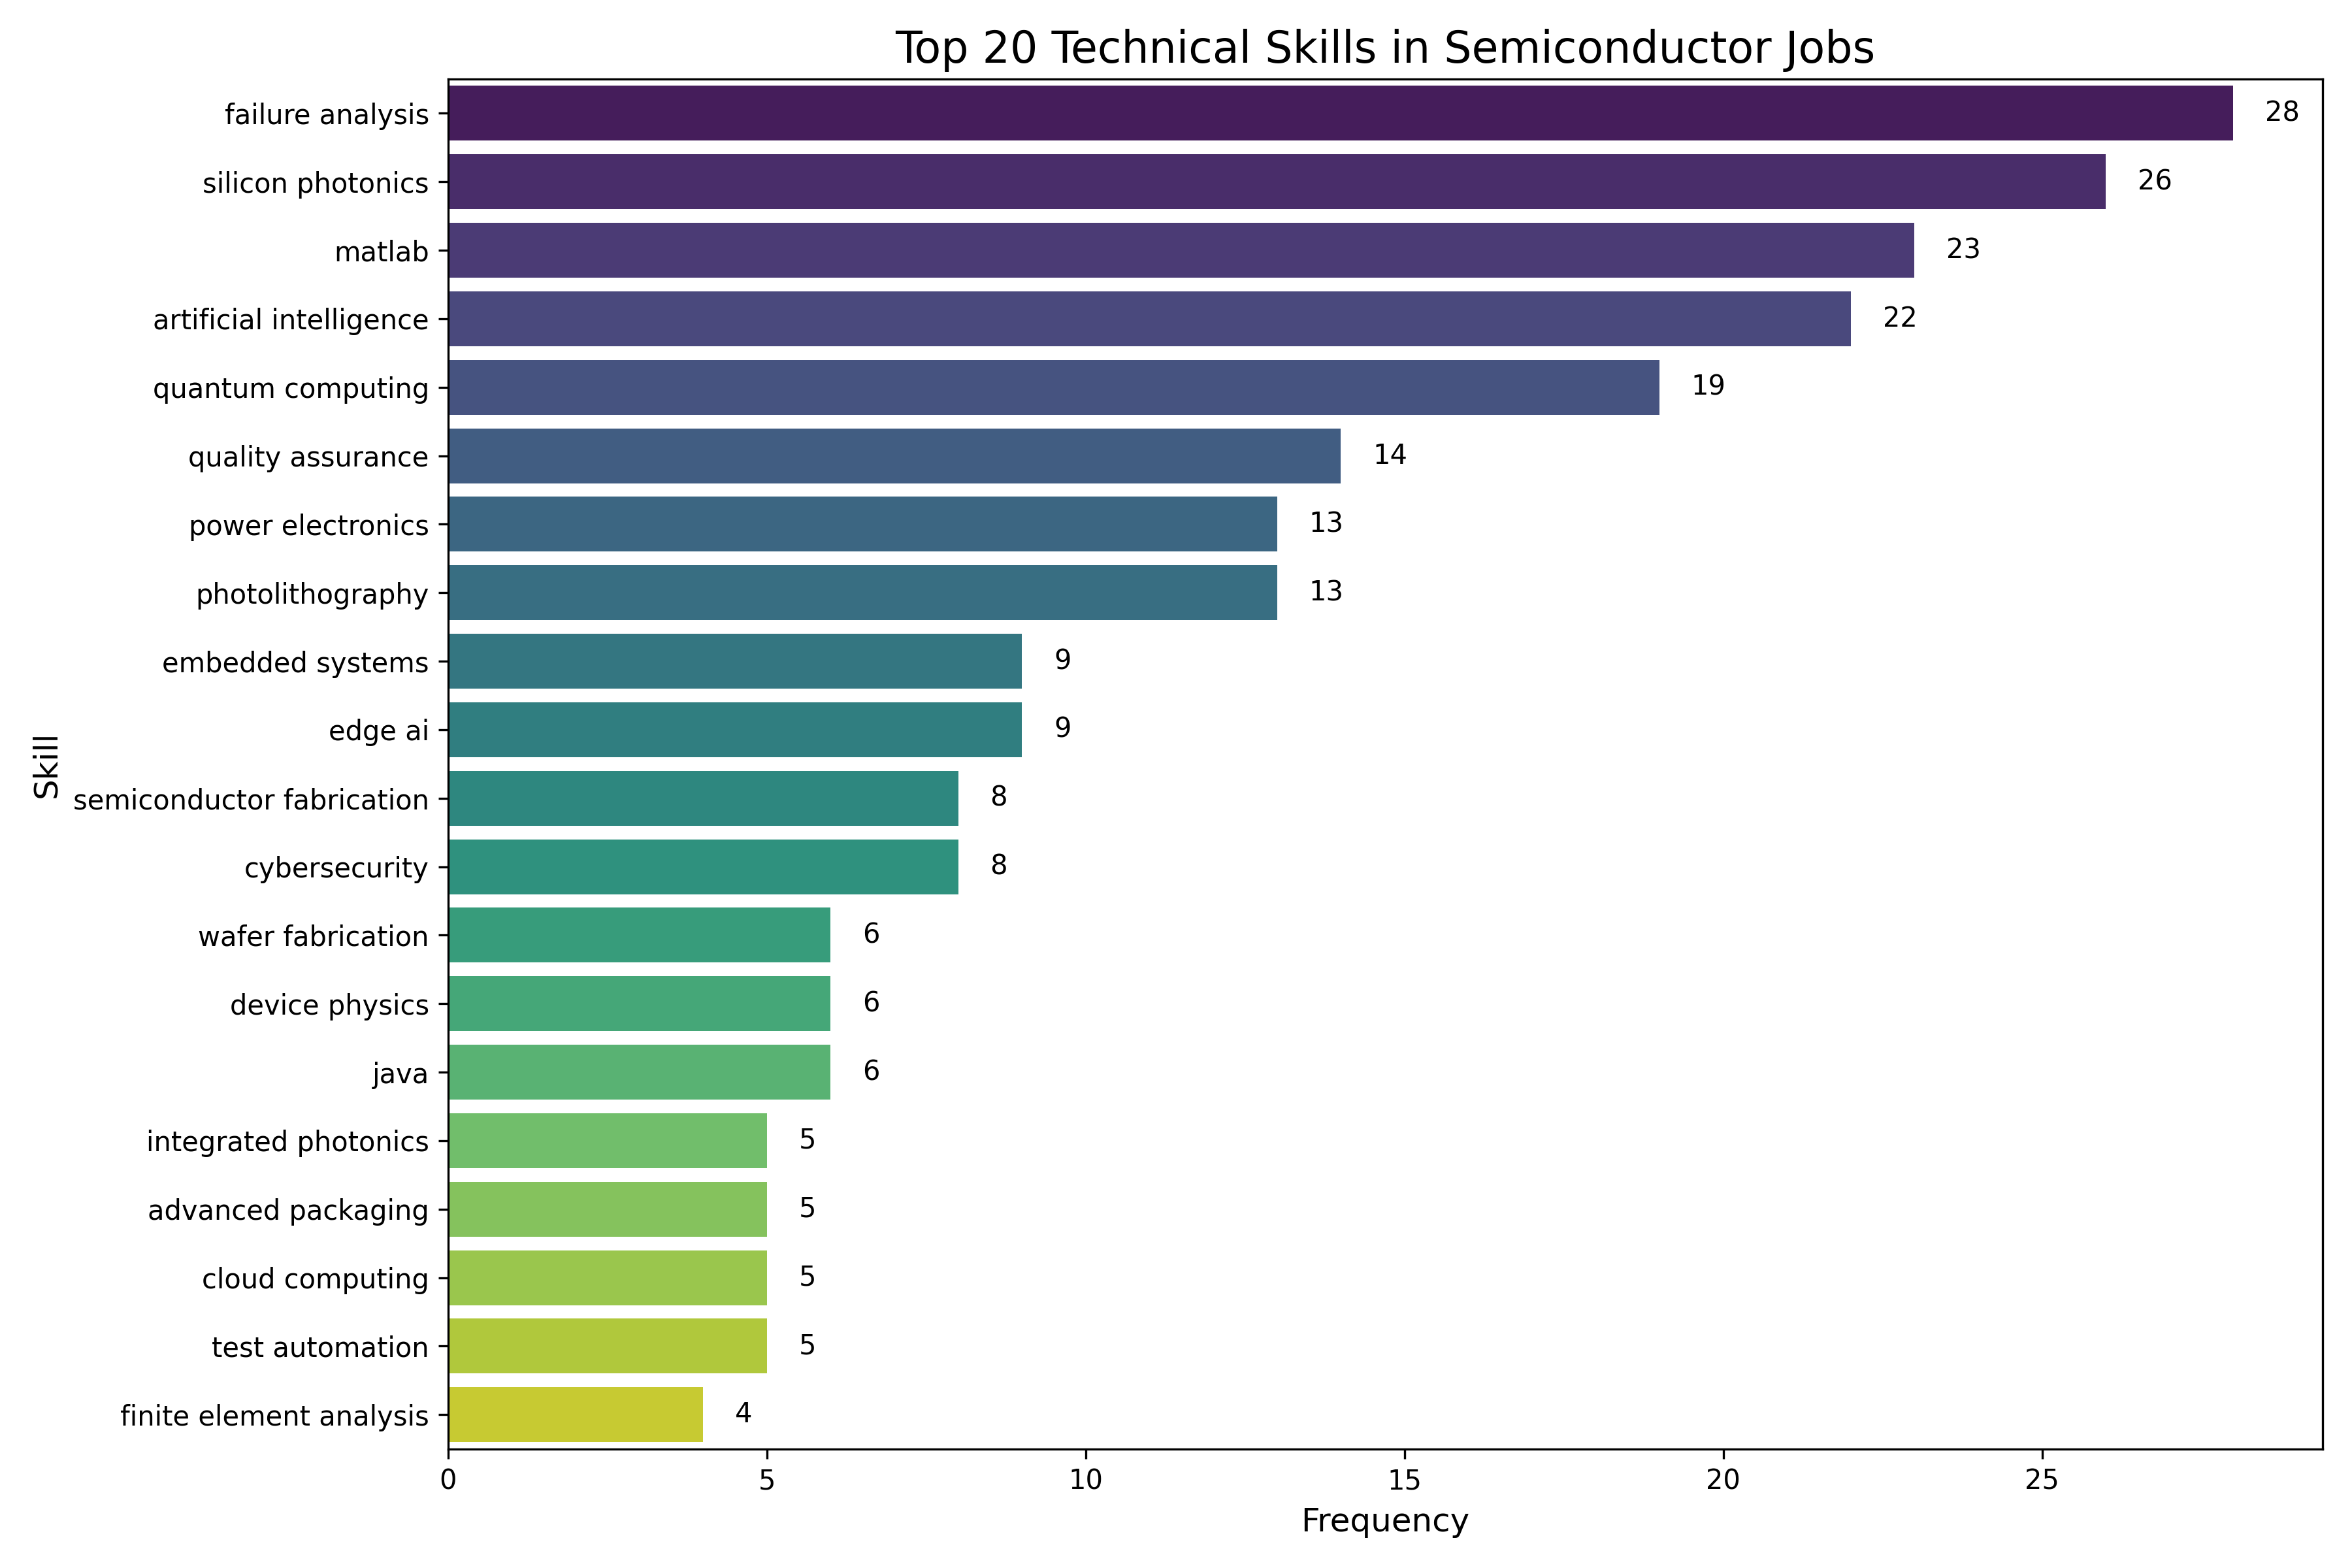 Top 20 Technical Skills in Semiconductor Jobs
Skill
failure analysis 28
silicon photonics 26
matlab 23
artificial intelligence 22
quantum computing 19
quality assurance 14
power electronics 13
photolithography 13
embedded systems 9
edge ai 9
semiconductor fabrication 8
cybersecurity 8
wafer fabrication 6
device physics 6
java 6
integrated photonics 5
advanced packaging 5
cloud computing 5
test automation 5
finite element analysis 4
0 5 10 15 20 25
Frequency